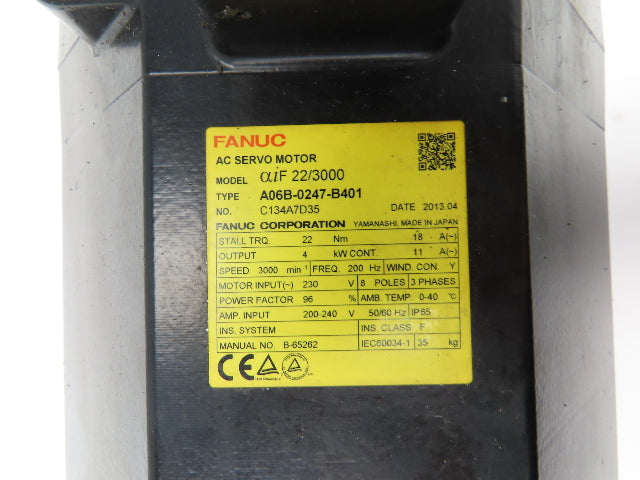 FANUC
AC SERVO MOTOR
MODEL αiF 22/3000
TYPE A06B-0247-B401
NO. C134A7D35 DATE 2013.04
FANUC CORPORATION YAMANASHI, MADE IN JAPAN
STALL TRQ. 22 Nm 18 A(~)
OUTPUT 4 kW CONT. 11 A(~)
SPEED 3000 min⁻¹ FREQ. 200 Hz WIND. CON. Y
MOTOR INPUT(~) 230 V 8 POLES 3 PHASES
POWER FACTOR 96 % AMB. TEMP. 0-40 °C
AMP. INPUT 200-240 V 50/60 Hz IP65
INS. SYSTEM INS. CLASS F
MANUAL NO. B-65262 IEC60034-1 35 kg
CE